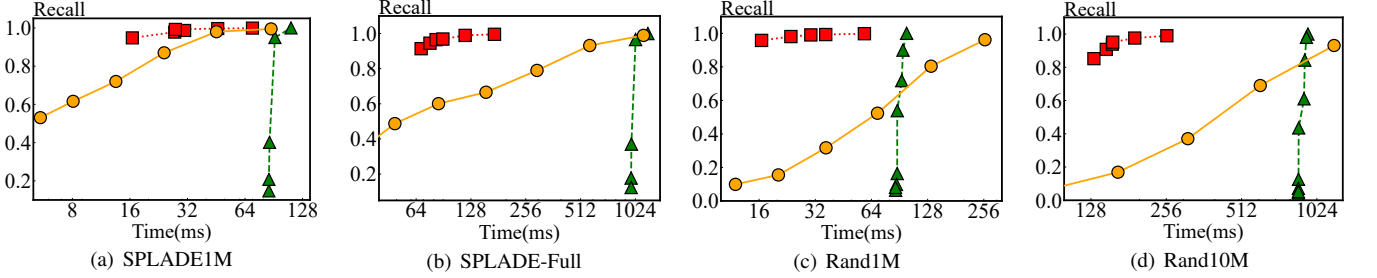 Recall
1.0
0.8
0.6
0.4
0.2
8 16 32 64 128
Time(ms)
(a) SPLADE1M
Recall
1.0
0.8
0.6
0.4
0.2
64 128 256 512 1024
Time(ms)
(b) SPLADE-Full
Recall
1.0
0.8
0.6
0.4
0.2
0.0
16 32 64 128 256
Time(ms)
(c) Rand1M
Recall
1.0
0.8
0.6
0.4
0.2
0.0
128 256 512 1024
Time(ms)
(d) Rand10M